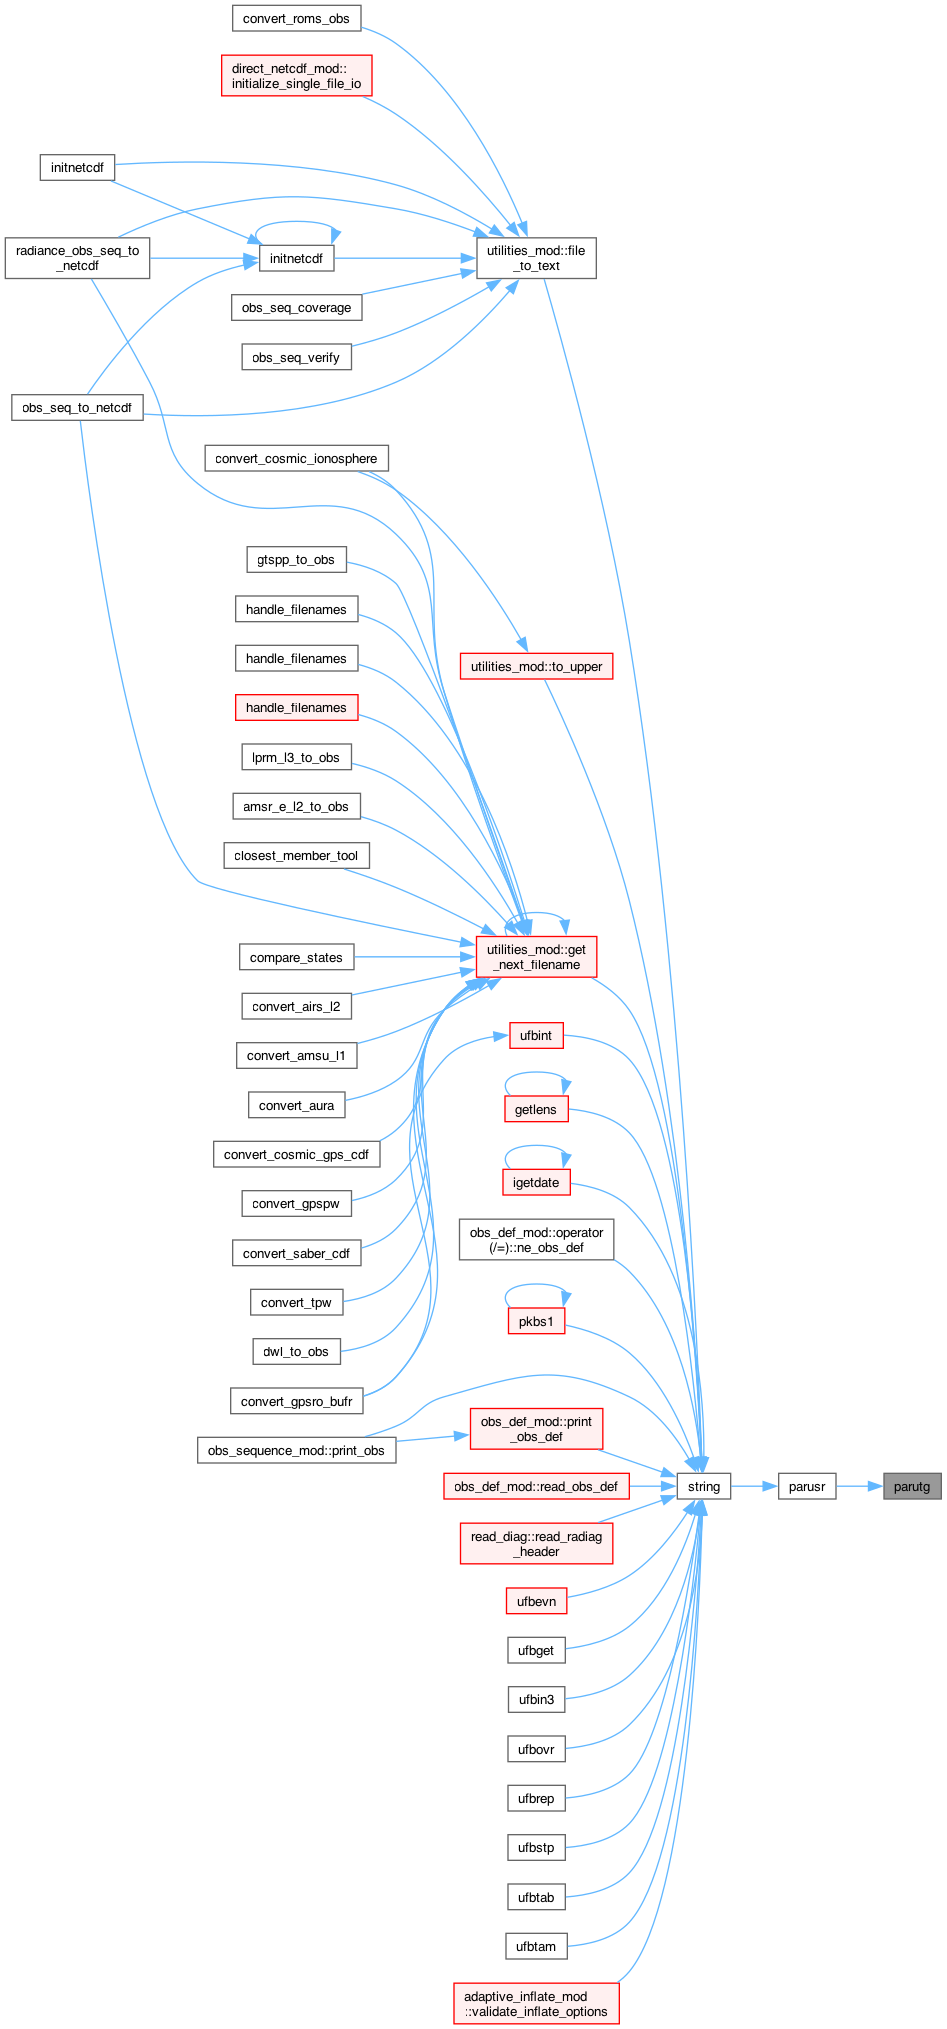 convert_roms_obs
direct_netcdf_mod::
initialize_single_file_io
initnetcdf
radiance_obs_seq_to
_netcdf
initnetcdf
utilities_mod::file
_to_text
obs_seq_coverage
obs_seq_verify
obs_seq_to_netcdf
convert_cosmic_ionosphere
gtspp_to_obs
handle_filenames
handle_filenames
utilities_mod::to_upper
handle_filenames
lprm_l3_to_obs
amsr_e_l2_to_obs
closest_member_tool
utilities_mod::get
_next_filename
compare_states
convert_airs_l2
ufbint
convert_amsu_l1
convert_aura
getlens
convert_cosmic_gps_cdf
igetdate
convert_gpspw
obs_def_mod::operator
(/=)::ne_obs_def
convert_saber_cdf
convert_tpw
pkbs1
dwl_to_obs
convert_gpsro_bufr
obs_def_mod::print
_obs_def
obs_sequence_mod::print_obs
obs_def_mod::read_obs_def
string
parusr
parutg
read_diag::read_radiag
_header
ufbevn
ufbget
ufbin3
ufbovr
ufbrep
ufbstp
ufbtab
ufbtam
adaptive_inflate_mod
::validate_inflate_options